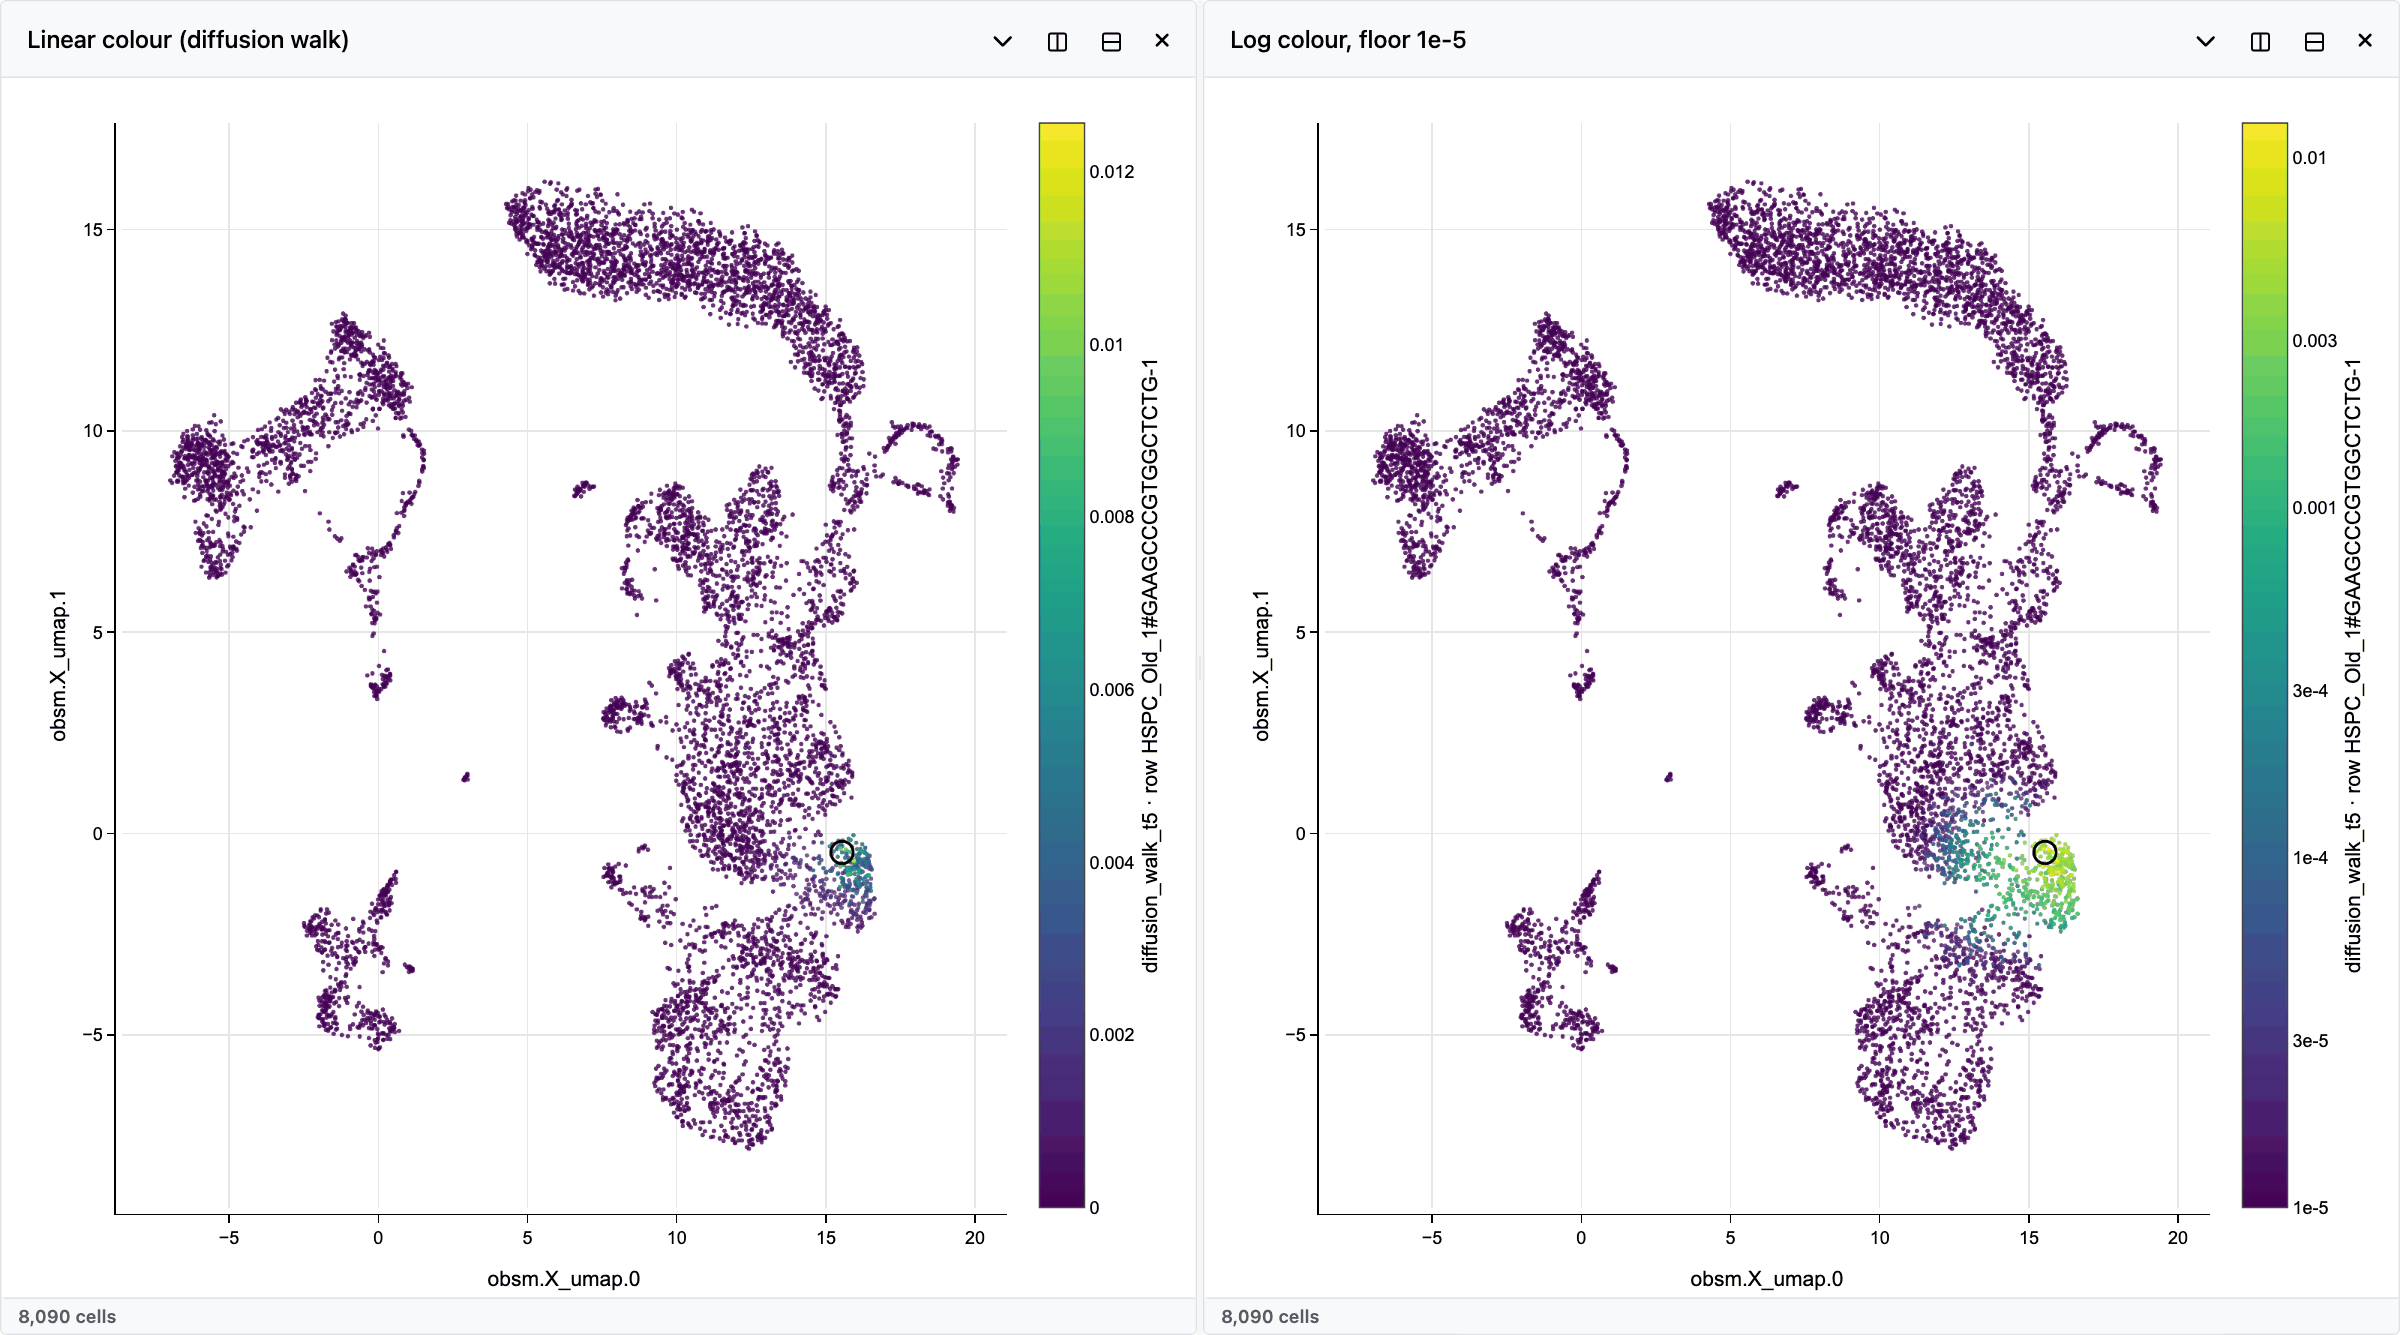 Linear colour (diffusion walk)
15
10
5
0
−5
−5
0
5
10
15
20
obsm.X_umap.0
obsm.X_umap.1
0.012
0.01
0.008
0.006
0.004
0.002
0
diffusion_walk_t5 · row HSPC_Old_1#GAAGCCCGTGGCTCTG-1
8,090 cells
Log colour, floor 1e-5
15
10
5
0
−5
−5
0
5
10
15
20
obsm.X_umap.0
obsm.X_umap.1
0.01
0.003
0.001
3e-4
1e-4
3e-5
1e-5
diffusion_walk_t5 · row HSPC_Old_1#GAAGCCCGTGGCTCTG-1
8,090 cells